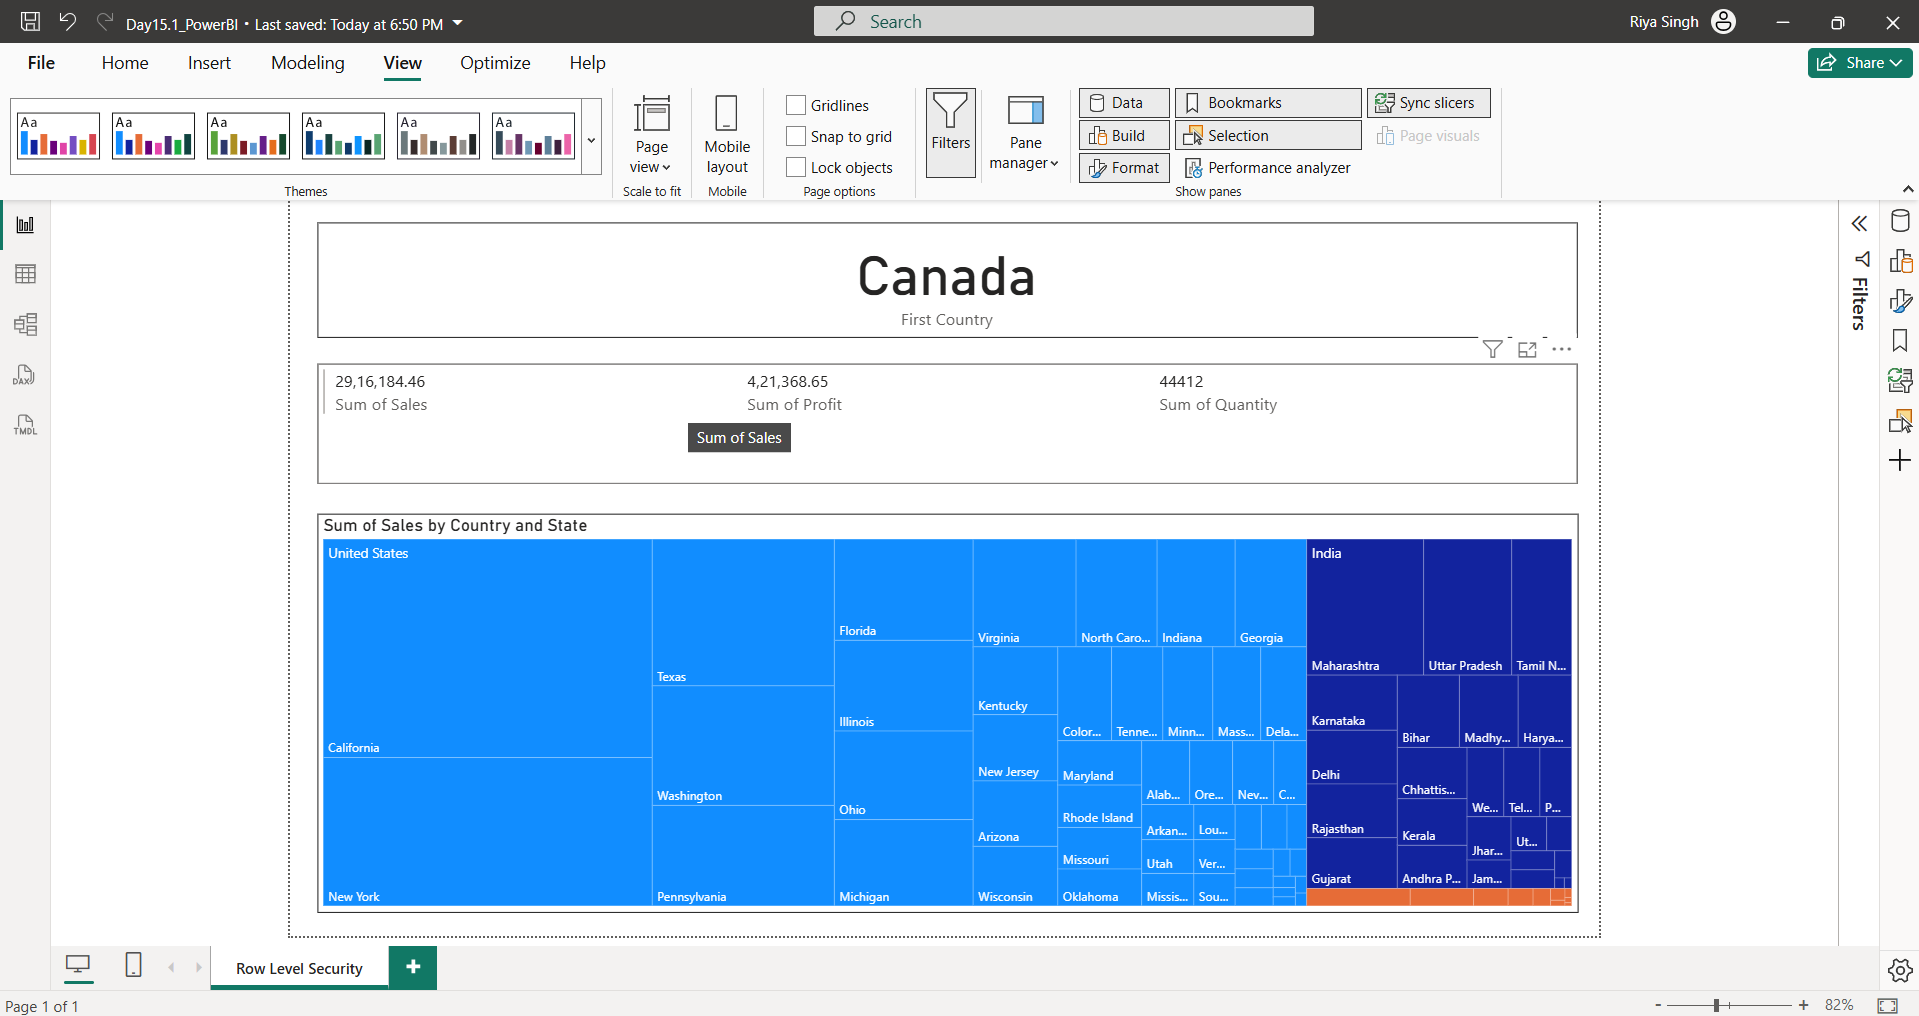 Day15.1_PowerBI • Last saved: Today at 6:50 PM
Search
Riya Singh
File Home Insert Modeling View Optimize Help
Share
Aa Aa Aa Aa Aa Aa
Themes
Page view
Scale to fit
Mobile layout
Mobile
Gridlines
Snap to grid
Lock objects
Page options
Filters
Pane manager
Data
Bookmarks
Sync slicers
Build
Selection
Page visuals
Format
Performance analyzer
Show panes
DAX
TMDL
Filters
Canada
First Country
29,16,184.46 4,21,368.65 44412
Sum of Sales Sum of Profit Sum of Quantity
Sum of Sales
Sum of Sales by Country and State
United States
California
New York
Texas
Washington
Pennsylvania
Florida
Illinois
Ohio
Michigan
Virginia
North Caro...
Indiana
Georgia
Kentucky
New Jersey
Arizona
Wisconsin
Color...
Tenne...
Minn...
Mass...
Dela...
Maryland
Rhode Island
Missouri
Oklahoma
Alab...
Ore...
Nev...
C...
Arkan...
Lou...
Utah
Ver...
Missis...
Sou...
India
Maharashtra
Uttar Pradesh
Tamil N...
Karnataka
Delhi
Rajasthan
Gujarat
Bihar
Madhy...
Harya...
Chhattis...
Kerala
Andhra P...
We...
Tel...
P...
Jhar...
Ut...
Jam...
Row Level Security
Page 1 of 1
- + 82%